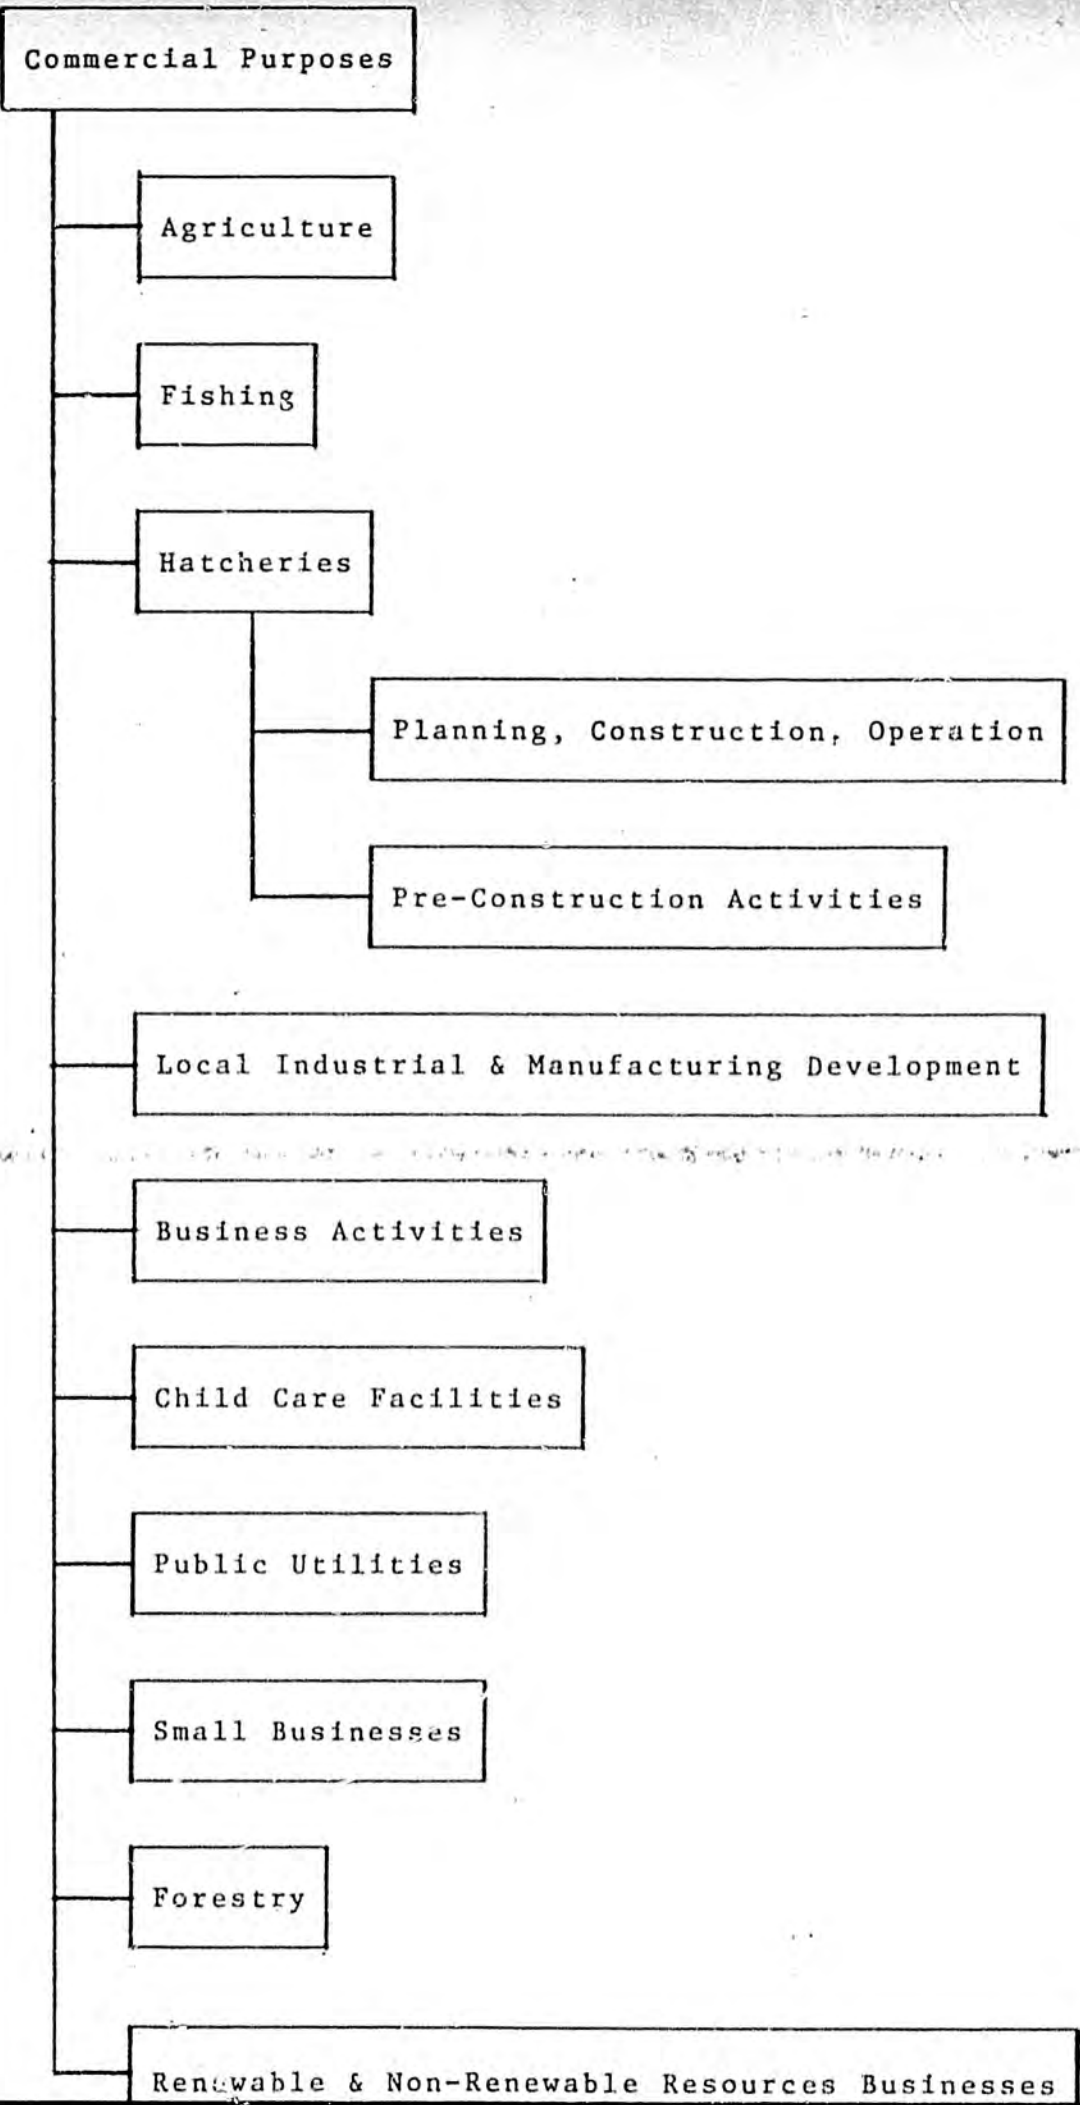 Commercial Purposes
Agriculture
Fishing
Hatcheries
Planning, Construction, Operation
Pre-Construction Activities
Local Industrial & Manufacturing Development
Business Activities
Child Care Facilities
Public Utilities
Small Businesses
Forestry
Renewable & Non-Renewable Resources Businesses